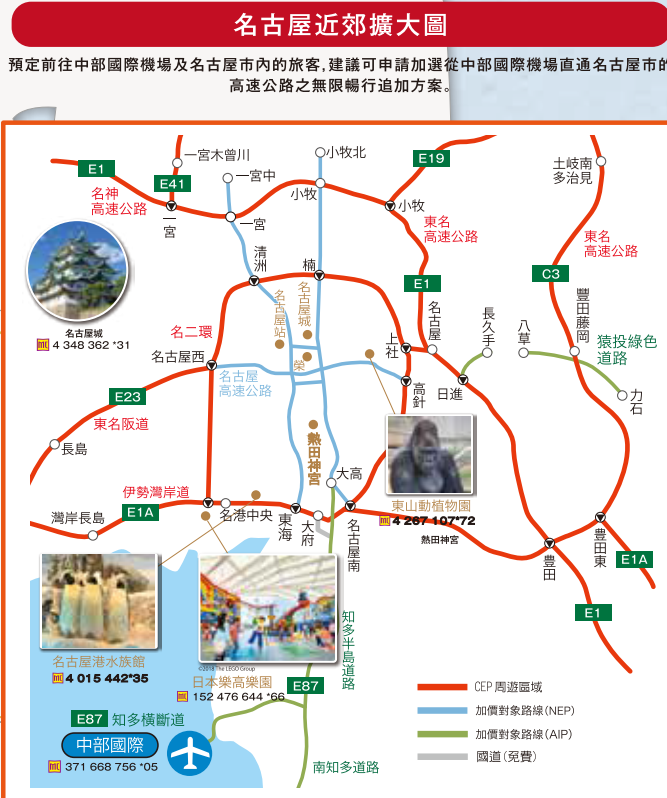 名古屋近郊擴大圖
預定前往中部國際機場及名古屋市內的旅客,建議可申請加選從中部國際機場直通名古屋市的
高速公路之無限暢行追加方案。
E1
名神
高速公路
E41
一宮木曾川
一宮中
一宮
一宮
小牧北
小牧
E19
小牧
東名
高速公路
土岐南
多治見
東名
高速公路
C3
E1
清洲
楠
名古屋站
名古屋城
榮
名古屋城
MC 4 348 362 *31
名二環
名古屋西
名古屋
高速公路
上社
名古屋
高針
日進
長久手
八草
豐田藤岡
猿投綠色
道路
力石
E23
東名阪道
長島
熱田神宮
大高
東山動植物園
MC 4 267 107*72
熱田神宮
伊勢灣岸道
E1A
灣岸長島
名港中央
東海
大府
名古屋南
豐田
豐田東
E1A
E1
名古屋港水族館
MC 4 015 442*35
©2018 The LEGO Group
日本樂高樂園
MC 152 476 644 *66
知多半島道路
E87
E87 知多橫斷道
中部國際
MC 371 668 756 *05
南知多道路
CEP 周遊區域
加價對象路線(NEP)
加價對象路線(AIP)
國道(免費)